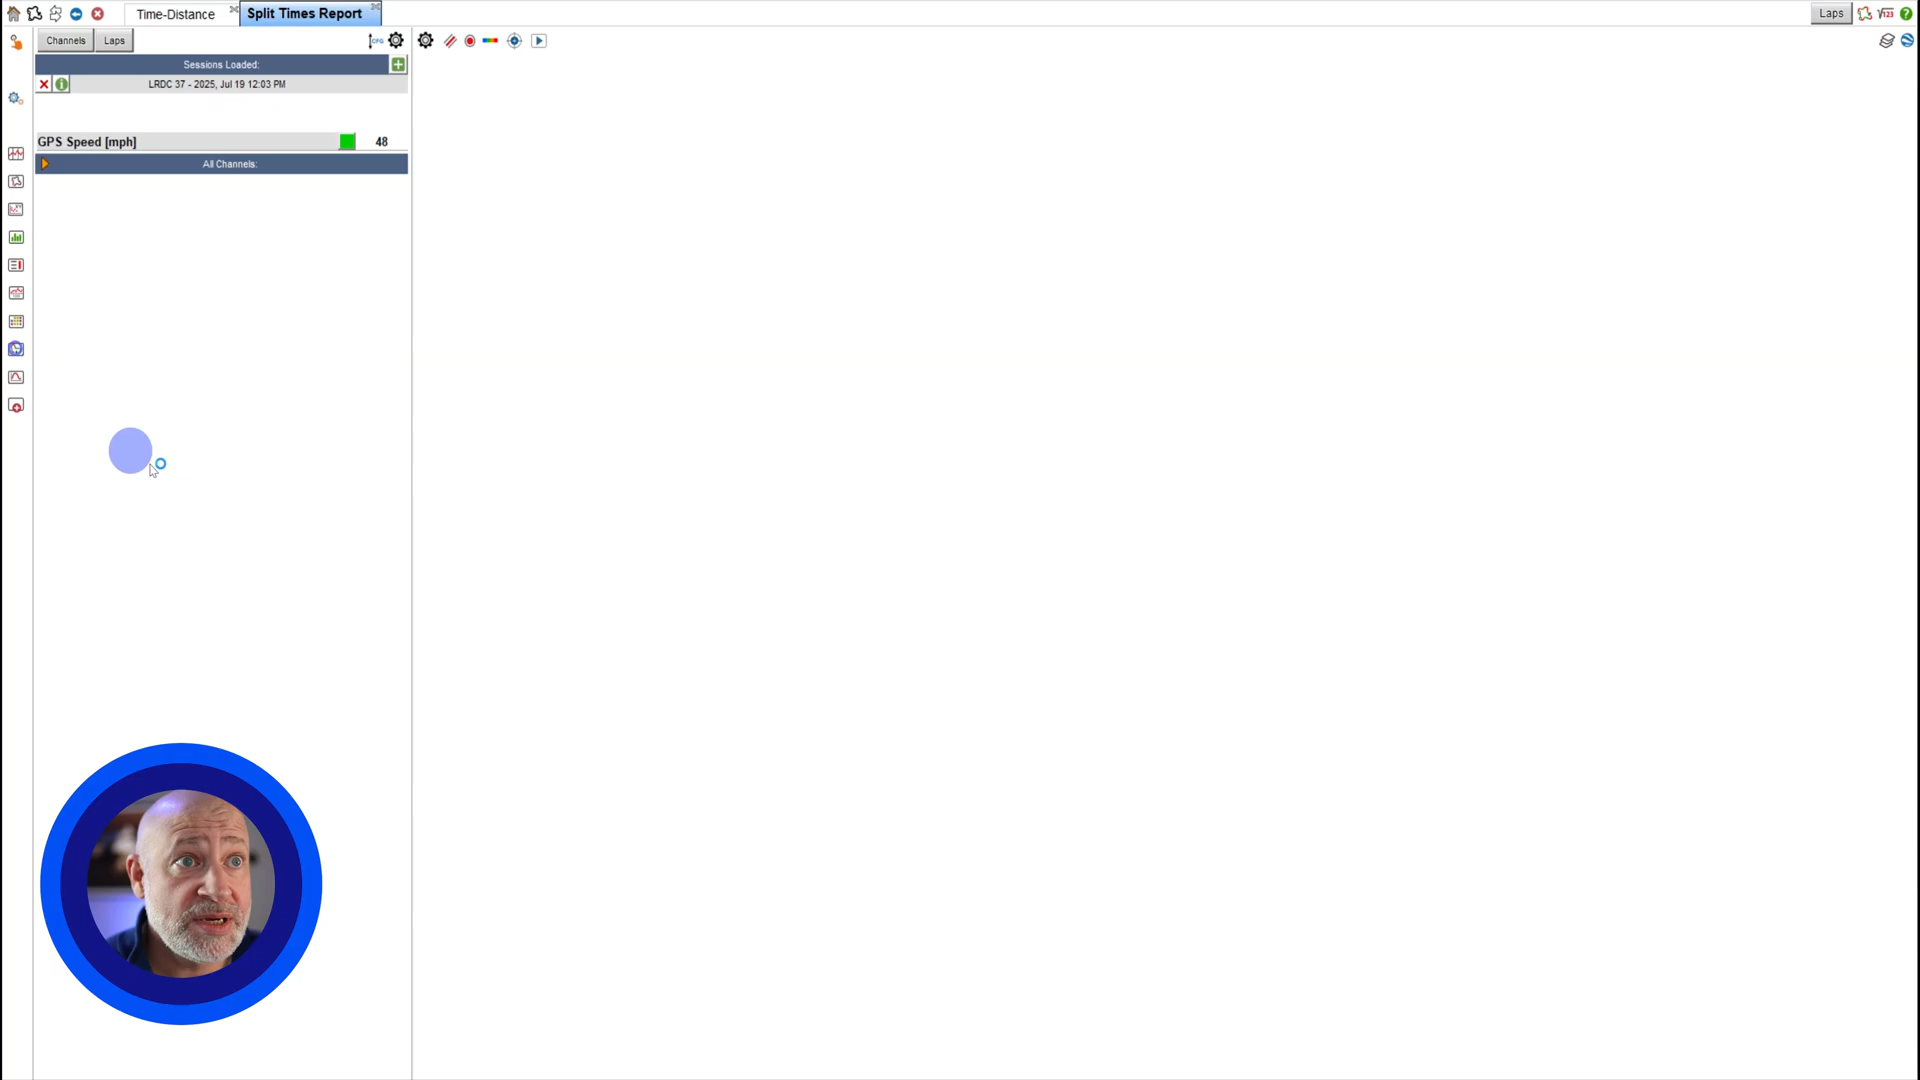 Time-Distance
Split Times Report
Laps
Channels
Laps
CFG
Sessions Loaded:
LRDC 37 - 2025, Jul 19 12:03 PM
GPS Speed [mph]
48
All Channels: